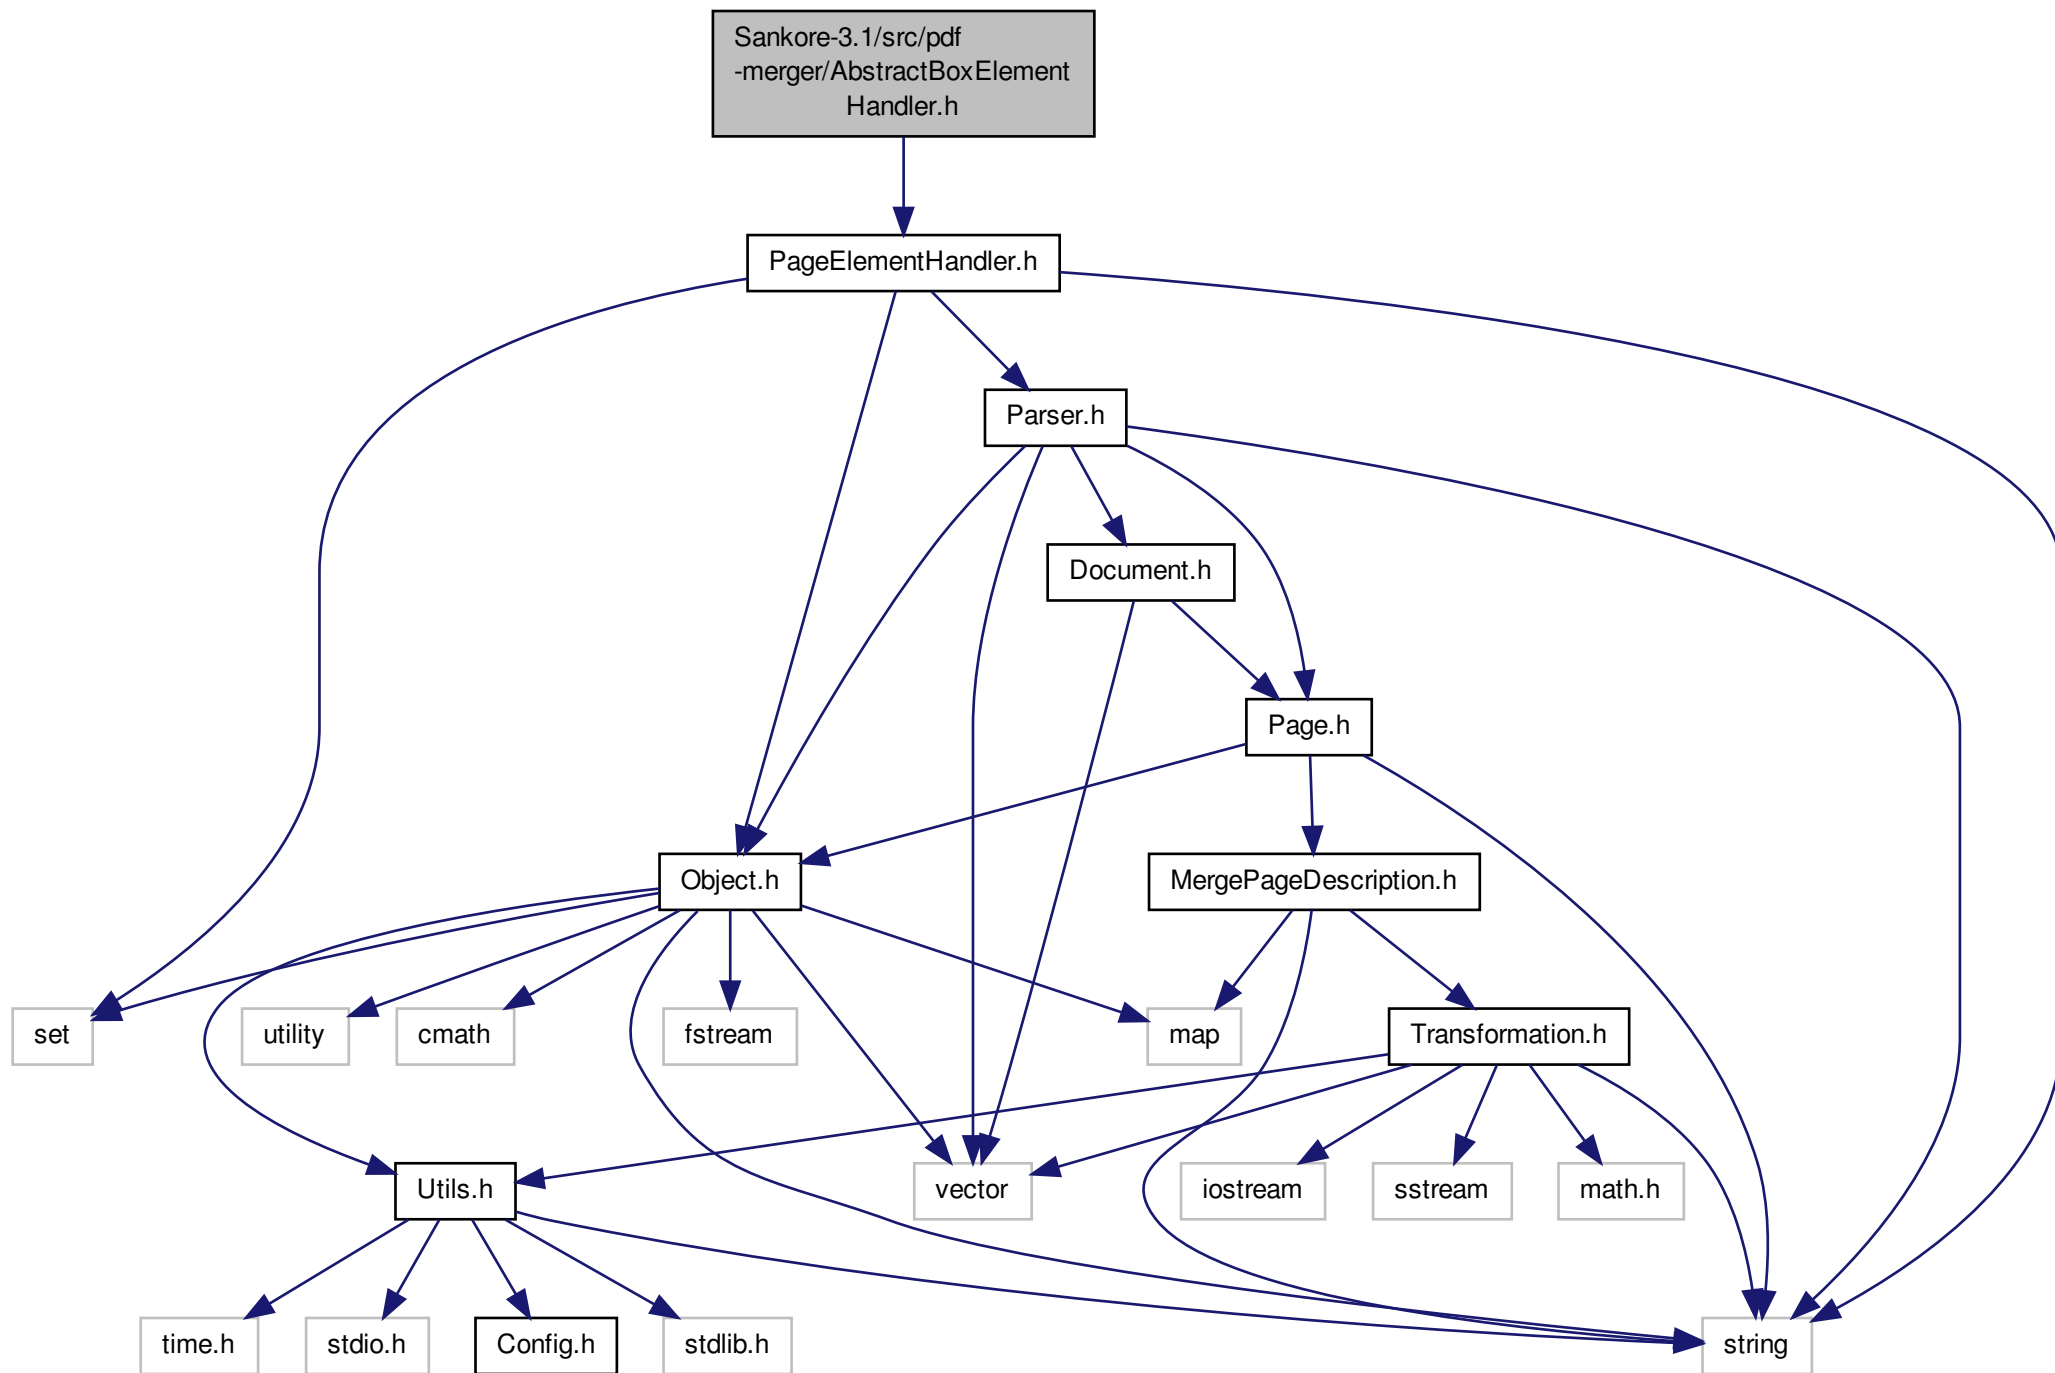 Sankore-3.1/src/pdf
-merger/AbstractBoxElement
Handler.h
PageElementHandler.h
Parser.h
Document.h
Page.h
Object.h
MergePageDescription.h
set
utility
cmath
fstream
map
Transformation.h
Utils.h
vector
iostream
sstream
math.h
time.h
stdio.h
Config.h
stdlib.h
string